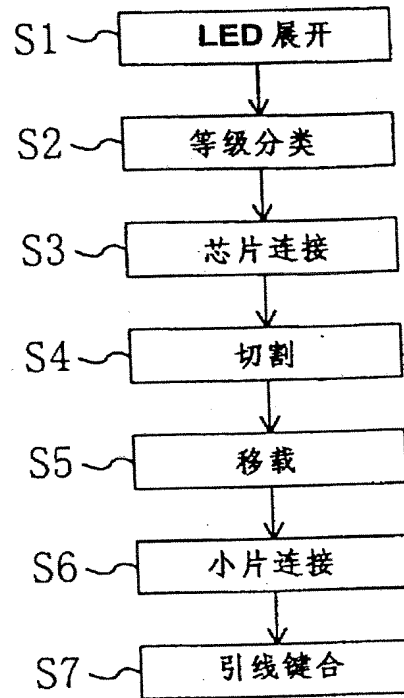 S1 LED展开
S2 等级分类
S3 芯片连接
S4 切割
S5 移载
S6 小片连接
S7 引线键合